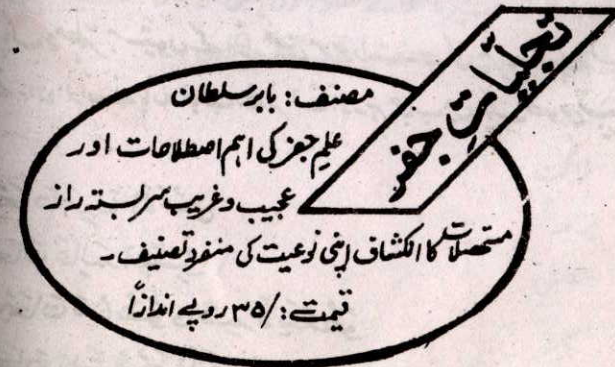 تجلیاتِ جفر
مصنف: بابر سلطان
علمِ جفر کی اہم اصطلاحات اور
عجیب و غریب سربستہ راز
مستحصلات کا انکشاف اپنی نوعیت کی منفرد تصنیف۔
قیمت: /۳۵ روپے اندازاً